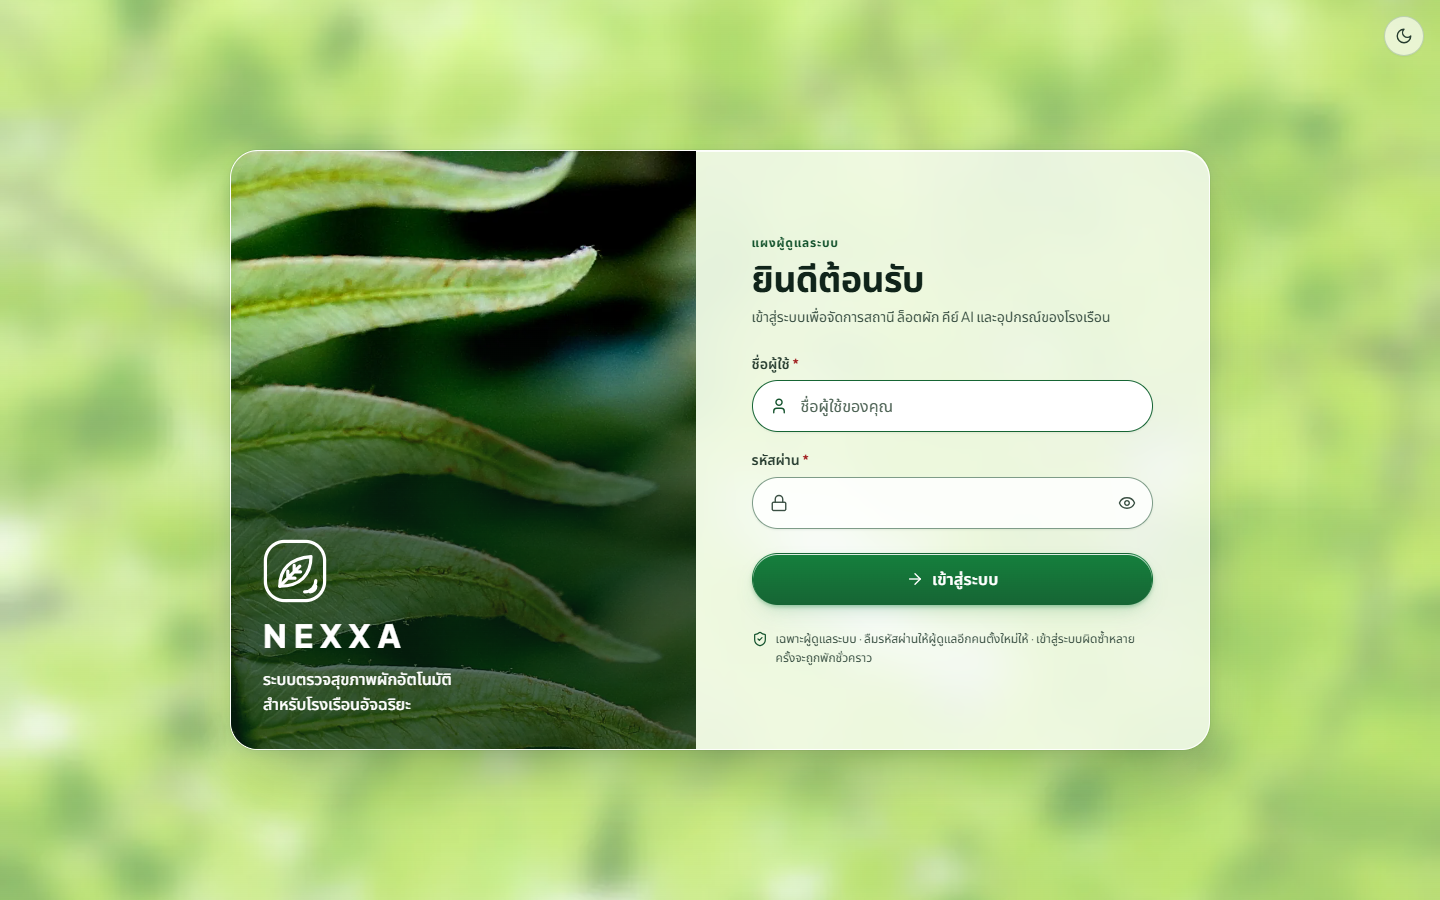 NEXXA
ระบบตรวจสุขภาพผักอัตโนมัติ
สำหรับโรงเรือนอัจฉริยะ
แผงผู้ดูแลระบบ
ยินดีต้อนรับ
เข้าสู่ระบบเพื่อจัดการสถานี ล็อตผัก คีย์ AI และอุปกรณ์ของโรงเรือน
ชื่อผู้ใช้ *
ชื่อผู้ใช้ของคุณ
รหัสผ่าน *
เข้าสู่ระบบ
เฉพาะผู้ดูแลระบบ · ลืมรหัสผ่านให้ผู้ดูแลอีกคนตั้งใหม่ให้ · เข้าสู่ระบบผิดซ้ำหลาย
ครั้งจะถูกพักชั่วคราว